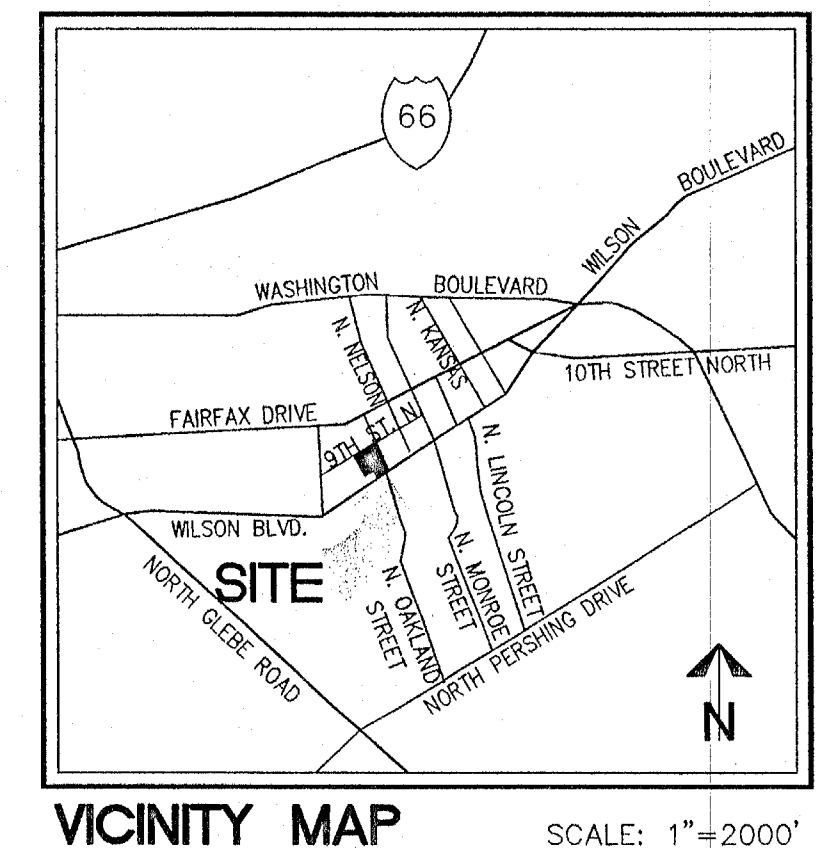 66
BOULEVARD
WILSON
WASHINGTON BOULEVARD
N. NELSON
N. KANSAS
10TH STREET NORTH
FAIRFAX DRIVE
9TH ST. N.
WILSON BLVD.
N. LINCOLN STREET
SITE
N. MONROE
STREET
N. OAKLAND
STREET
NORTH GLEBE ROAD
NORTH PERSHING DRIVE
N
VICINITY MAP
SCALE: 1"=2000'